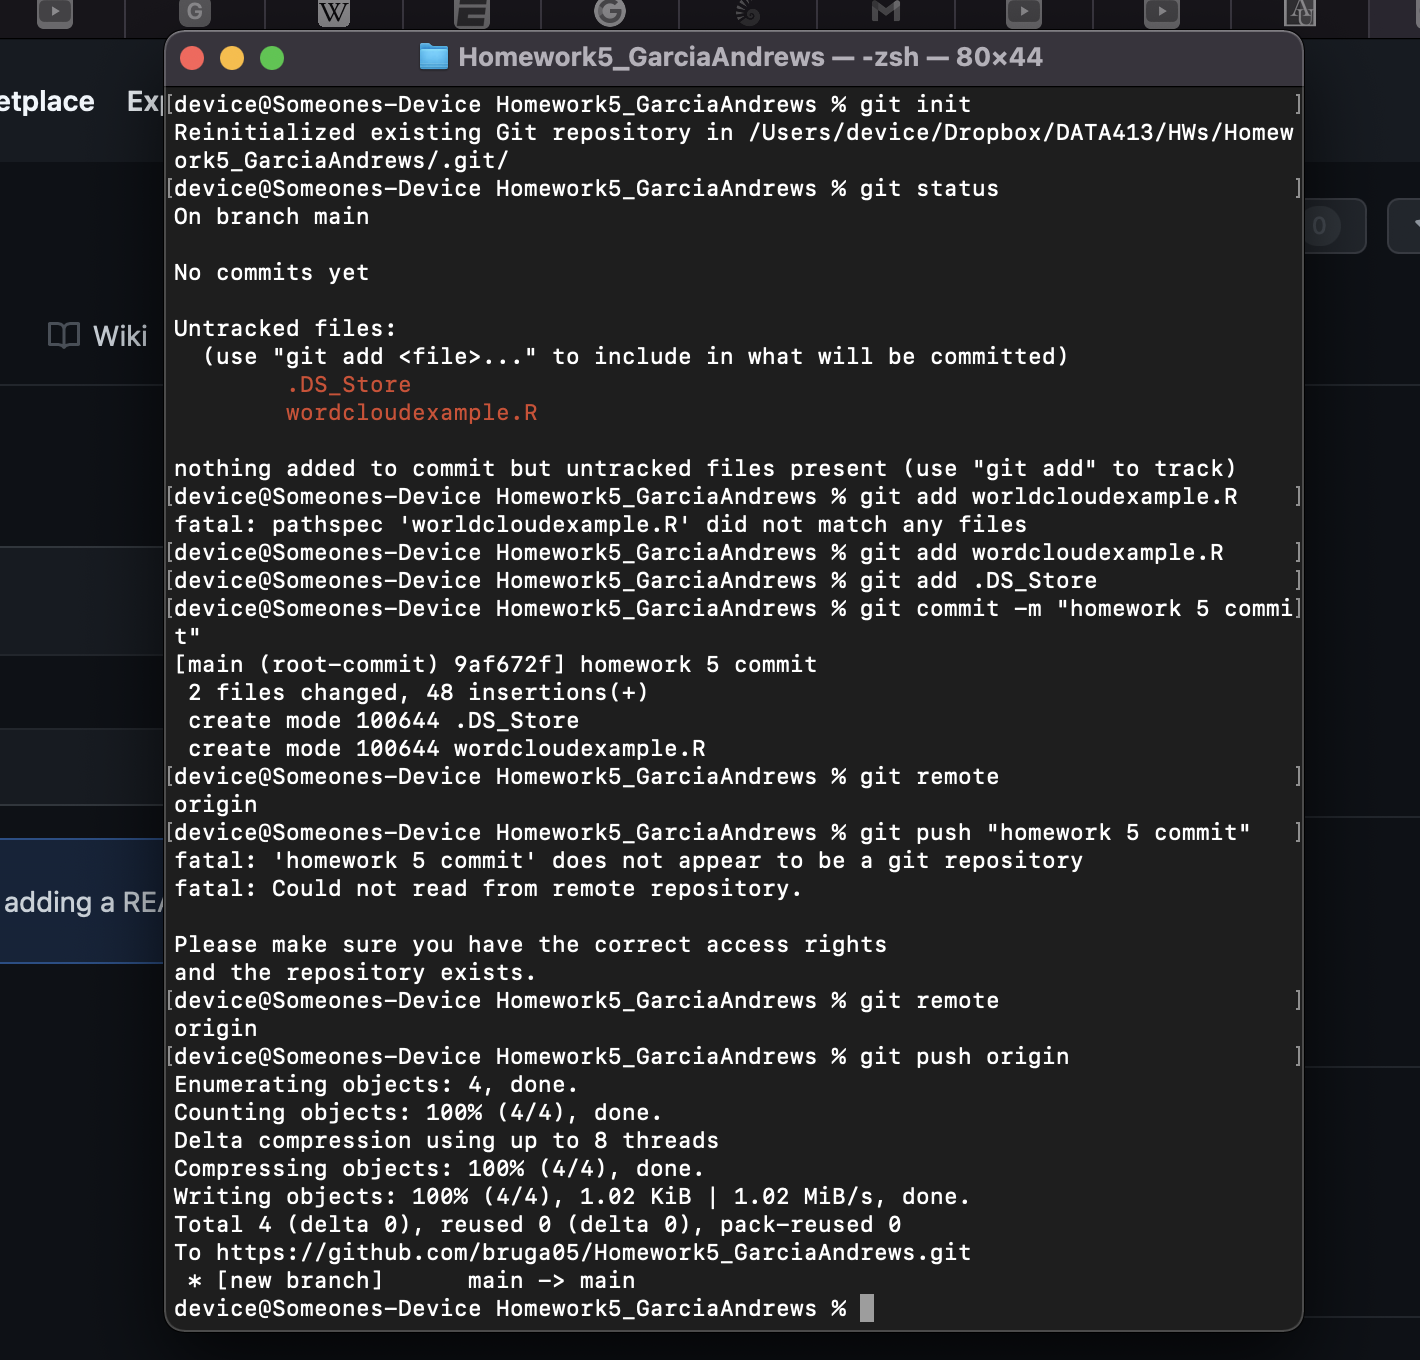 G
W
G
M
AU
Homework5_GarciaAndrews — -zsh — 80×44
etplace
[device@Someones-Device Homework5_GarciaAndrews % git init ]
Reinitialized existing Git repository in /Users/device/Dropbox/DATA413/HWs/Homew
ork5_GarciaAndrews/.git/
[device@Someones-Device Homework5_GarciaAndrews % git status ]
On branch main
0
No commits yet
Wiki
Untracked files:
  (use "git add <file>..." to include in what will be committed)
        .DS_Store
        wordcloudexample.R
nothing added to commit but untracked files present (use "git add" to track)
[device@Someones-Device Homework5_GarciaAndrews % git add worldcloudexample.R ]
fatal: pathspec 'worldcloudexample.R' did not match any files
[device@Someones-Device Homework5_GarciaAndrews % git add wordcloudexample.R ]
[device@Someones-Device Homework5_GarciaAndrews % git add .DS_Store ]
[device@Someones-Device Homework5_GarciaAndrews % git commit -m "homework 5 commi]
t"
[main (root-commit) 9af672f] homework 5 commit
 2 files changed, 48 insertions(+)
 create mode 100644 .DS_Store
 create mode 100644 wordcloudexample.R
[device@Someones-Device Homework5_GarciaAndrews % git remote ]
origin
[device@Someones-Device Homework5_GarciaAndrews % git push "homework 5 commit" ]
fatal: 'homework 5 commit' does not appear to be a git repository
fatal: Could not read from remote repository.
adding a REA
Please make sure you have the correct access rights
and the repository exists.
[device@Someones-Device Homework5_GarciaAndrews % git remote ]
origin
[device@Someones-Device Homework5_GarciaAndrews % git push origin ]
Enumerating objects: 4, done.
Counting objects: 100% (4/4), done.
Delta compression using up to 8 threads
Compressing objects: 100% (4/4), done.
Writing objects: 100% (4/4), 1.02 KiB | 1.02 MiB/s, done.
Total 4 (delta 0), reused 0 (delta 0), pack-reused 0
To https://github.com/bruga05/Homework5_GarciaAndrews.git
 * [new branch]      main -> main
device@Someones-Device Homework5_GarciaAndrews %